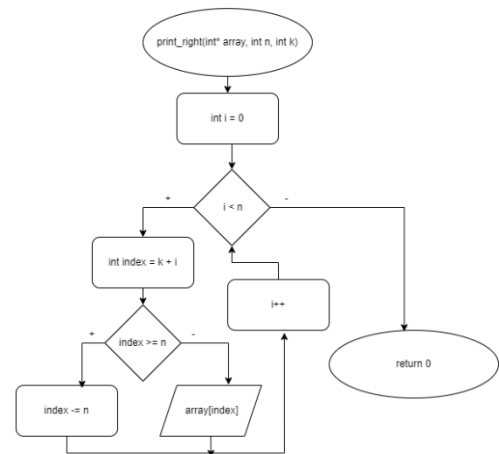 print_right(int* array, int n, int k)
int i = 0
i < n
+
-
int index = k + i
i++
index >= n
+
-
return 0
index -= n
array[index]